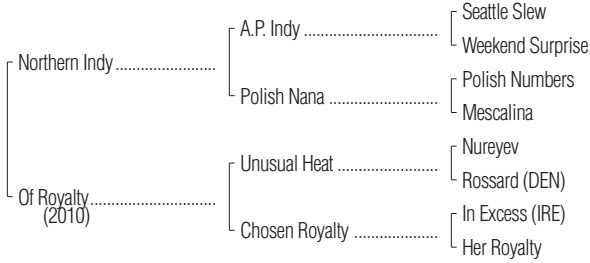 Seattle Slew
A.P. Indy ..................................
Weekend Surprise
Northern Indy .........................
Polish Numbers
Polish Nana ...........................
Mescalina
Nureyev
Unusual Heat .........................
Rossard (DEN)
Of Royalty ...............................
(2010)
In Excess (IRE)
Chosen Royalty .....................
Her Royalty